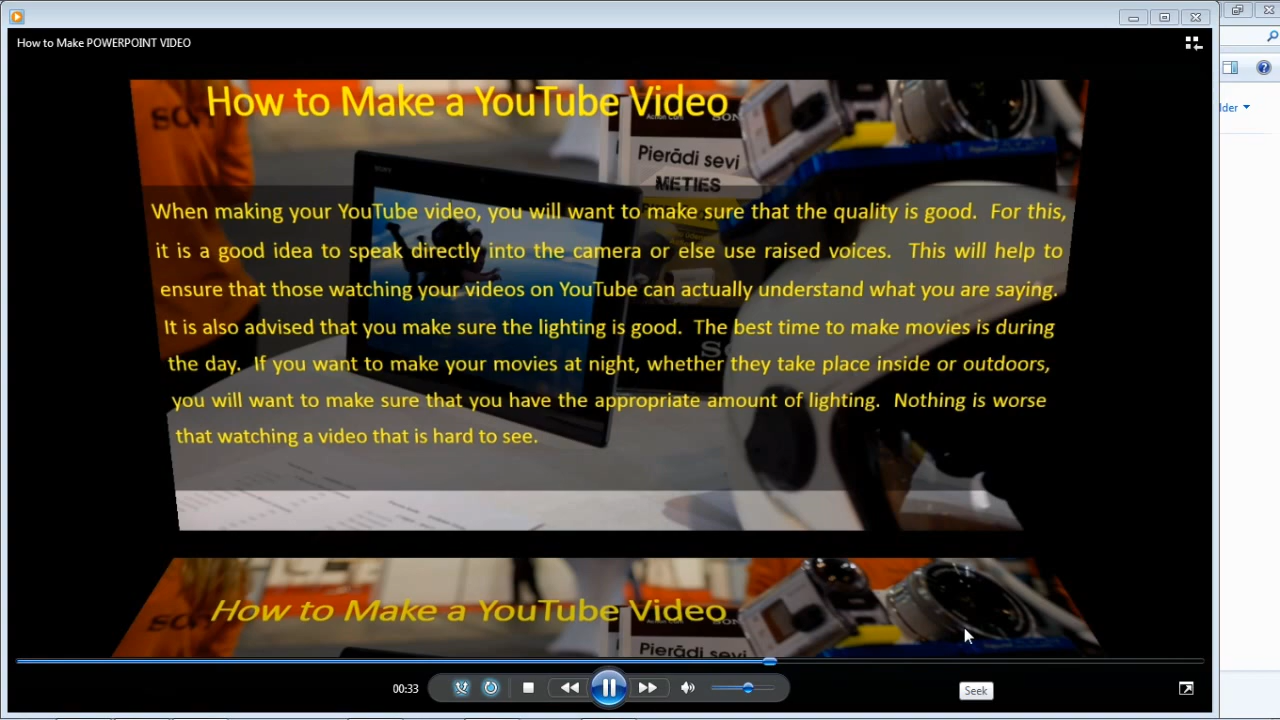 How to Make POWERPOINT VIDEO
lder
How to Make a YouTube Video
SONY
Pierādi sevi
METIES
When making your YouTube video, you will want to make sure that the quality is good. For this,
it is a good idea to speak directly into the camera or else use raised voices. This will help to
ensure that those watching your videos on YouTube can actually understand what you are saying.
It is also advised that you make sure the lighting is good. The best time to make movies is during
the day. If you want to make your movies at night, whether they take place inside or outdoors,
you will want to make sure that you have the appropriate amount of lighting. Nothing is worse
that watching a video that is hard to see.
How to Make a YouTube Video
Pierādi sevi
00:33
Seek